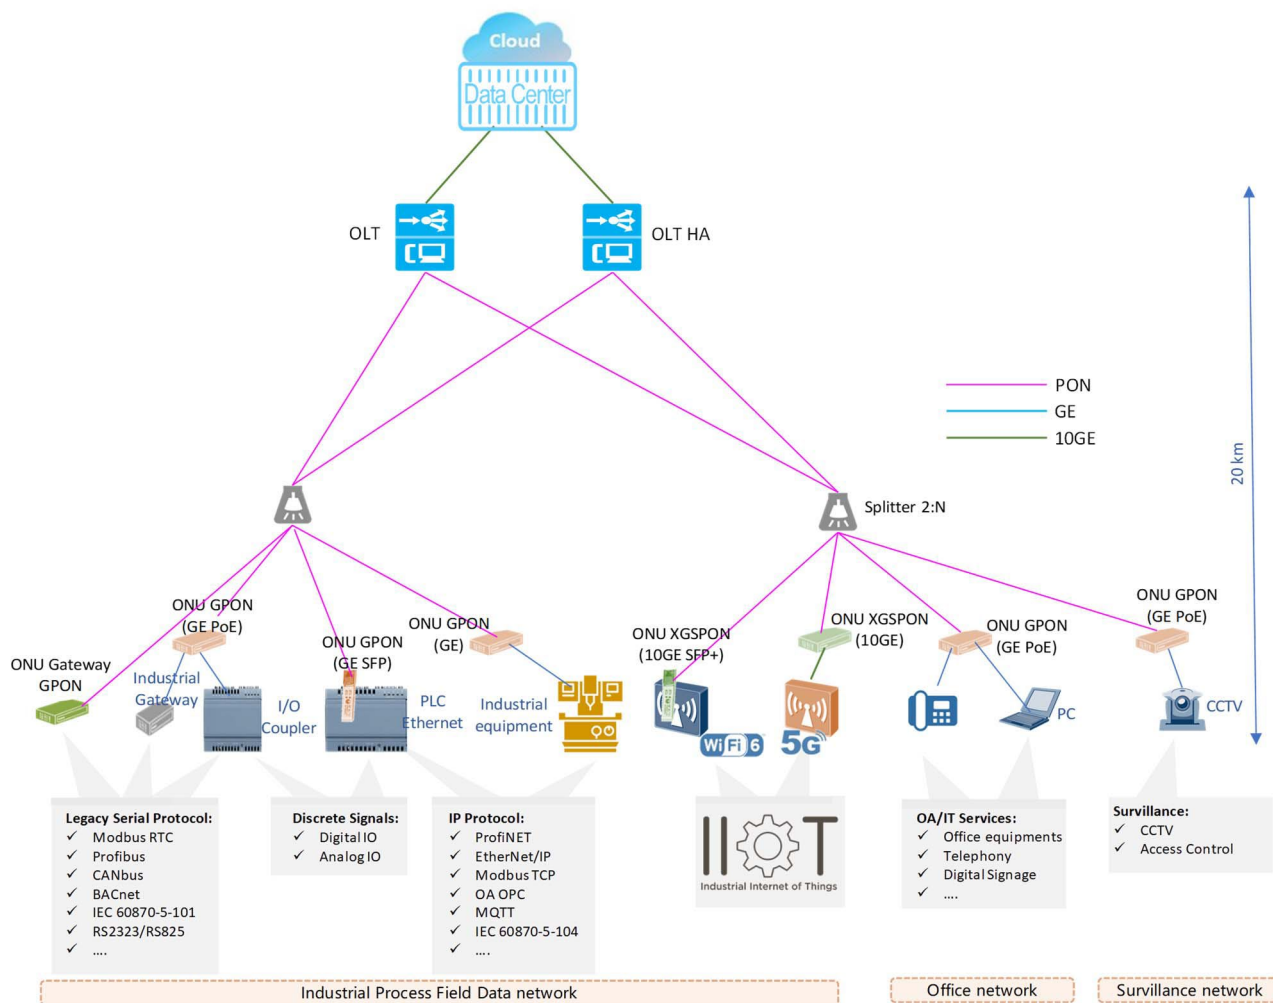 Cloud
Data Center
OLT
OLT HA
PON
GE
10GE
20 km
Splitter 2:N
ONU GPON
(GE PoE)
ONU Gateway
GPON
Industrial
Gateway
I/O
Coupler
ONU GPON
(GE SFP)
PLC
Ethernet
ONU GPON
(GE)
Industrial
equipment
ONU XGSPON
(10GE SFP+)
WiFi 6
ONU XGSPON
(10GE)
5G
ONU GPON
(GE PoE)
PC
ONU GPON
(GE PoE)
CCTV
Legacy Serial Protocol:
✓ Modbus RTC
✓ Profibus
✓ CANbus
✓ BACnet
✓ IEC 60870-5-101
✓ RS2323/RS825
✓ ....
Discrete Signals:
✓ Digital IO
✓ Analog IO
IP Protocol:
✓ ProfiNET
✓ EtherNet/IP
✓ Modbus TCP
✓ OA OPC
✓ MQTT
✓ IEC 60870-5-104
✓ ....
IIOT
Industrial Internet of Things
OA/IT Services:
✓ Office equipments
✓ Telephony
✓ Digital Signage
✓ ....
Survillance:
✓ CCTV
✓ Access Control
Industrial Process Field Data network
Office network
Survillance network